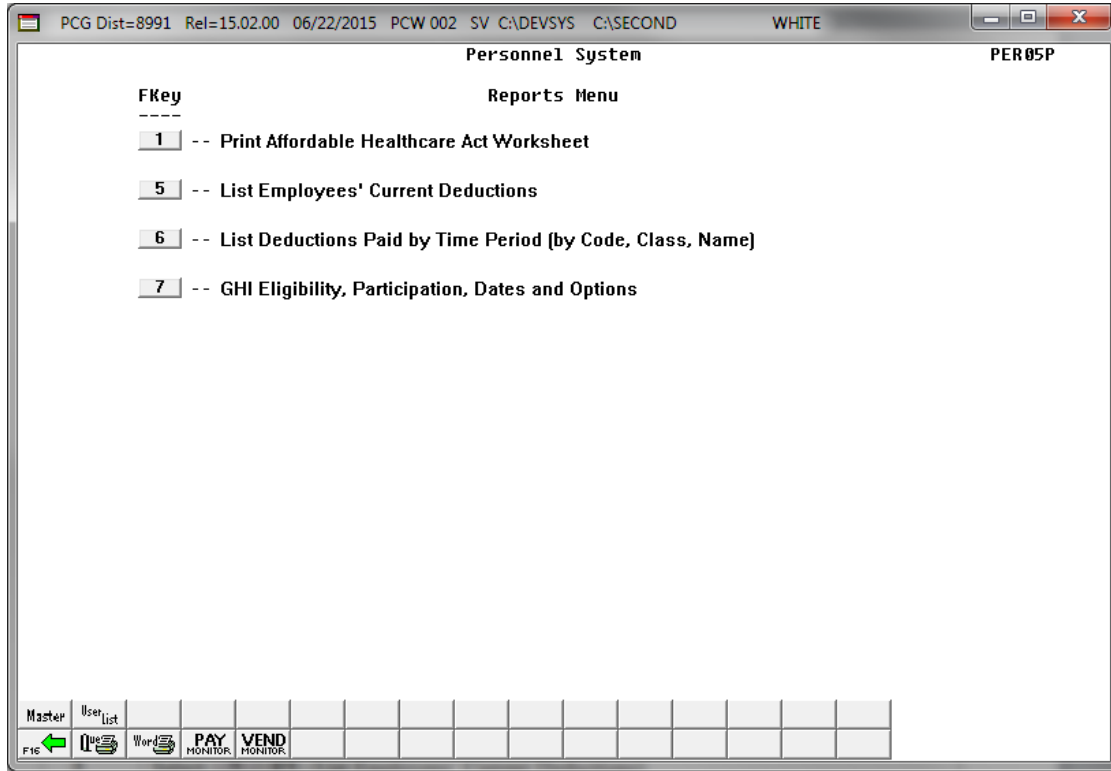 PCG Dist=8991 Rel=15.02.00 06/22/2015 PCW 002 SV C:\DEVSYS C:\SECOND WHITE
Personnel System PER05P
FKey Reports Menu
----
1 -- Print Affordable Healthcare Act Worksheet
5 -- List Employees' Current Deductions
6 -- List Deductions Paid by Time Period (by Code, Class, Name)
7 -- GHI Eligibility, Participation, Dates and Options
Master User List
F16 Que Word PAY MONITOR VEND MONITOR